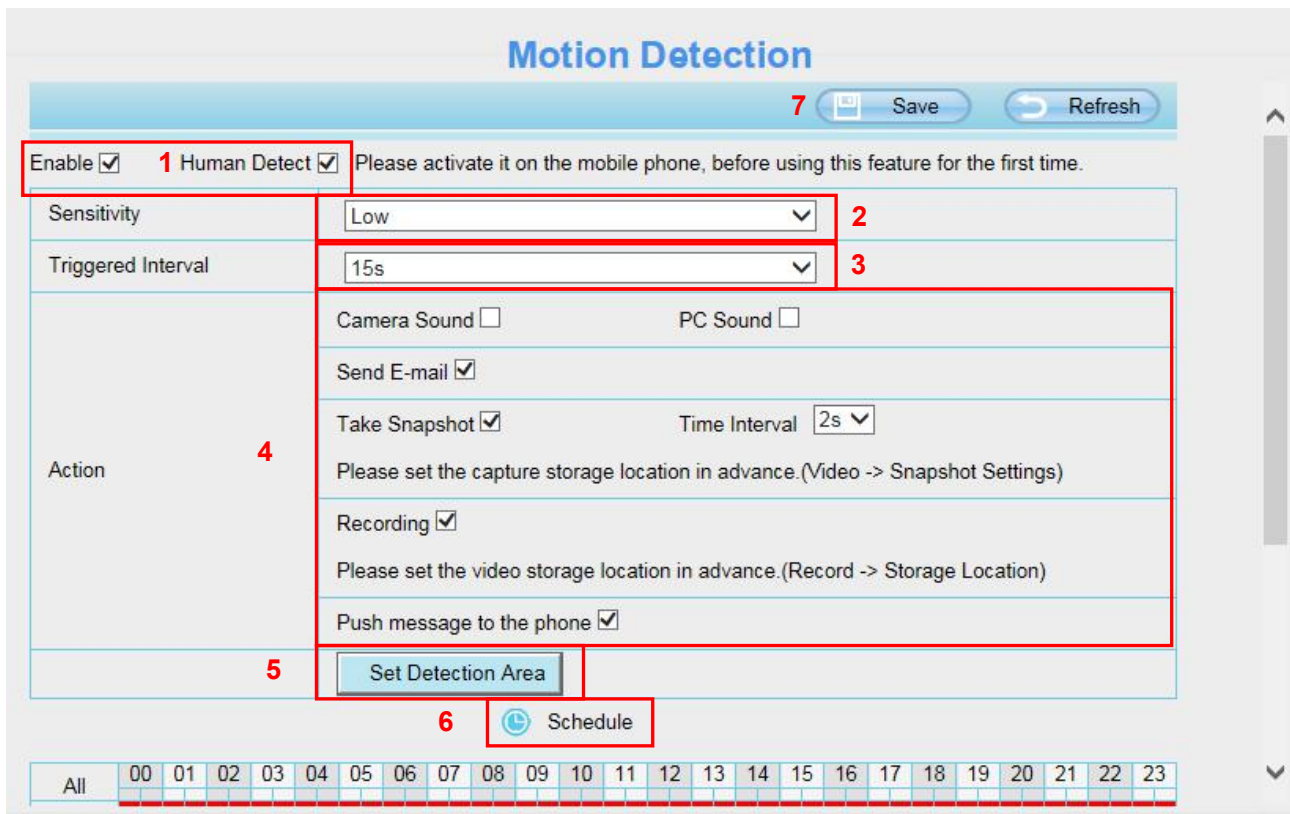 Motion Detection
7 Save Refresh
Enable 1 Human Detect Please activate it on the mobile phone, before using this feature for the first time.
Sensitivity Low 2
Triggered Interval 15s 3
Camera Sound PC Sound
Send E-mail
Take Snapshot Time Interval 2s
Action 4 Please set the capture storage location in advance.(Video -> Snapshot Settings)
Recording
Please set the video storage location in advance.(Record -> Storage Location)
Push message to the phone
5 Set Detection Area
6 Schedule
All 00 01 02 03 04 05 06 07 08 09 10 11 12 13 14 15 16 17 18 19 20 21 22 23